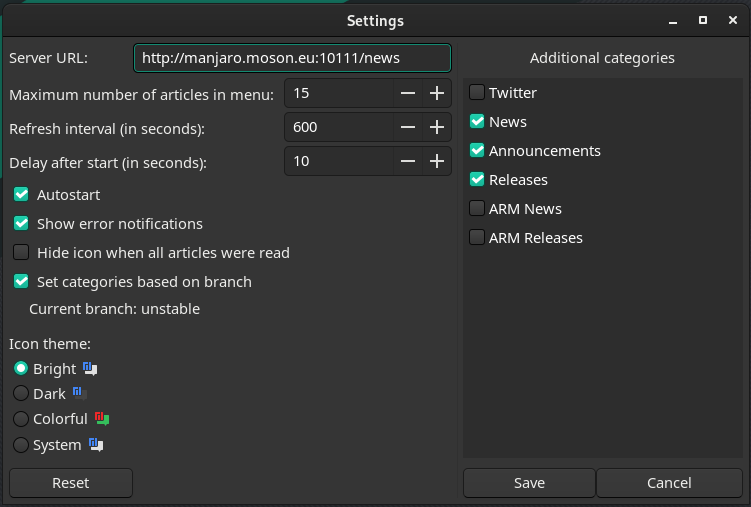 Settings
Server URL: http://manjaro.moson.eu:10111/news
Maximum number of articles in menu: 15
Refresh interval (in seconds): 600
Delay after start (in seconds): 10
Autostart
Show error notifications
Hide icon when all articles were read
Set categories based on branch
Current branch: unstable
Icon theme:
Bright
Dark
Colorful
System
Reset
Additional categories
Twitter
News
Announcements
Releases
ARM News
ARM Releases
Save
Cancel